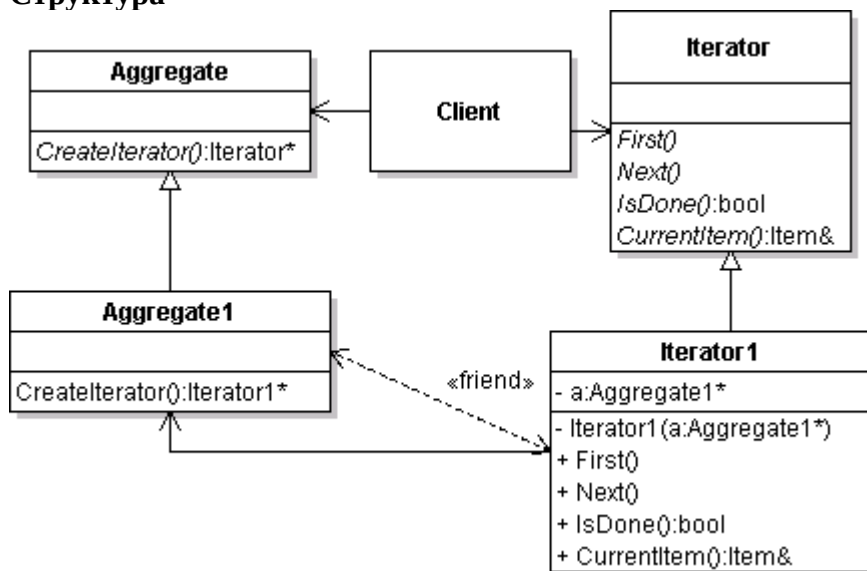 Структура
Aggregate
CreateIterator():Iterator*
Client
Iterator
First()
Next()
IsDone():bool
CurrentItem():Item&
Aggregate1
CreateIterator():Iterator1*
«friend»
Iterator1
- a:Aggregate1*
- Iterator1(a:Aggregate1*)
+ First()
+ Next()
+ IsDone():bool
+ CurrentItem():Item&